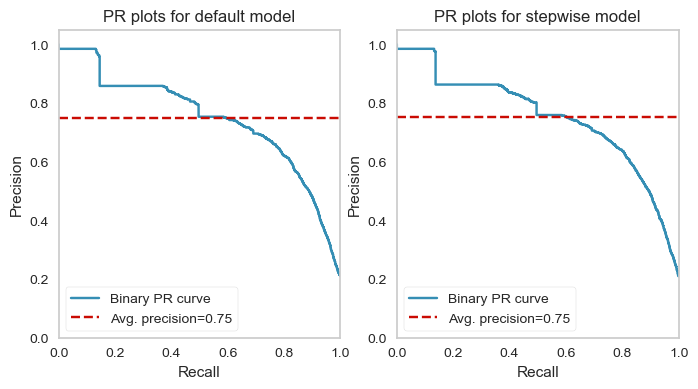 PR plots for default model
1.0
0.8
0.6
0.4
0.2
0.0
Precision
Binary PR curve
Avg. precision=0.75
0.0 0.2 0.4 0.6 0.8 1.0
Recall
PR plots for stepwise model
1.0
0.8
0.6
0.4
0.2
0.0
Precision
Binary PR curve
Avg. precision=0.75
0.0 0.2 0.4 0.6 0.8 1.0
Recall